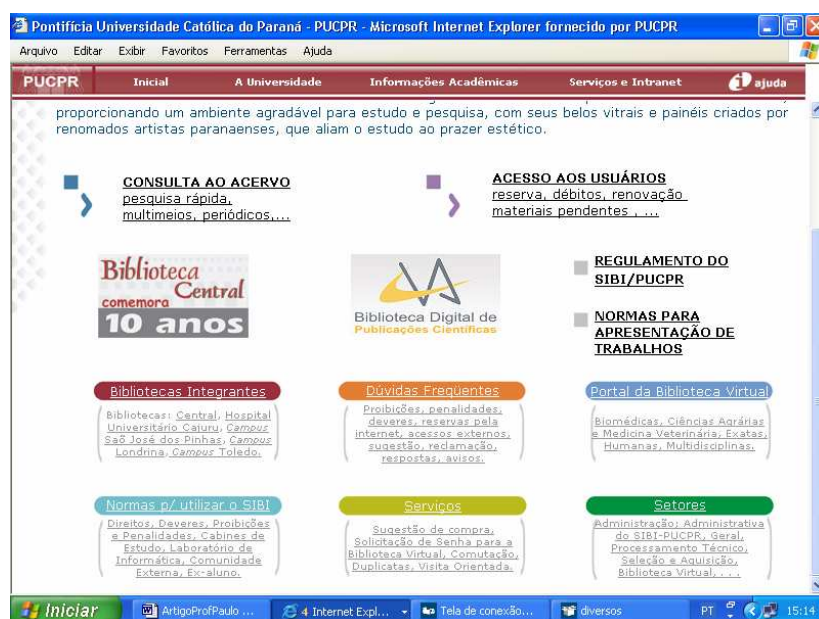 Pontifícia Universidade Católica do Paraná - PUCPR - Microsoft Internet Explorer fornecido por PUCPR
Arquivo Editar Exibir Favoritos Ferramentas Ajuda
PUCPR Inicial A Universidade Informações Acadêmicas Serviços e Intranet ajuda
proporcionando um ambiente agradável para estudo e pesquisa, com seus belos vitrais e painéis criados por
renomados artistas paranaenses, que aliam o estudo ao prazer estético.
CONSULTA AO ACERVO
pesquisa rápida,
multimeios, periódicos,...
ACESSO AOS USUÁRIOS
reserva, débitos, renovação
materiais pendentes , ...
Biblioteca
Central
comemora
10 anos
Biblioteca Digital de
Publicações Científicas
REGULAMENTO DO
SIBI/PUCPR
NORMAS PARA
APRESENTAÇÃO DE
TRABALHOS
Bibliotecas Integrantes
Bibliotecas: Central, Hospital
Universitário Cajuru, Campus
Saõ José dos Pinhas, Campus
Londrina, Campus Toledo.
Dúvidas Freqüentes
Proibições, penalidades,
deveres, reservas pela
internet, acessos externos,
sugestão, reclamação,
respostas, avisos.
Portal da Biblioteca Virtual
Biomédicas, Ciências Agrárias
e Medicina Veterinária, Exatas,
Humanas, Multidisciplinas.
Normas p/ utilizar o SIBI
Direitos, Deveres, Proibições
e Penalidades, Cabines de
Estudo, Laboratório de
Informática, Comunidade
Externa, Ex-aluno.
Serviços
Sugestão de compra,
Solicitação de Senha para a
Biblioteca Virtual, Comutação,
Duplicatas, Visita Orientada.
Setores
Administração: Administrativa
do SIBI-PUCPR, Geral,
Processamento Técnico,
Seleção e Aquisição,
Biblioteca Virtual, . . .
Iniciar ArtigoProfPaulo ... 4 Internet Expl... Tela de conexão... diversos PT 15:14